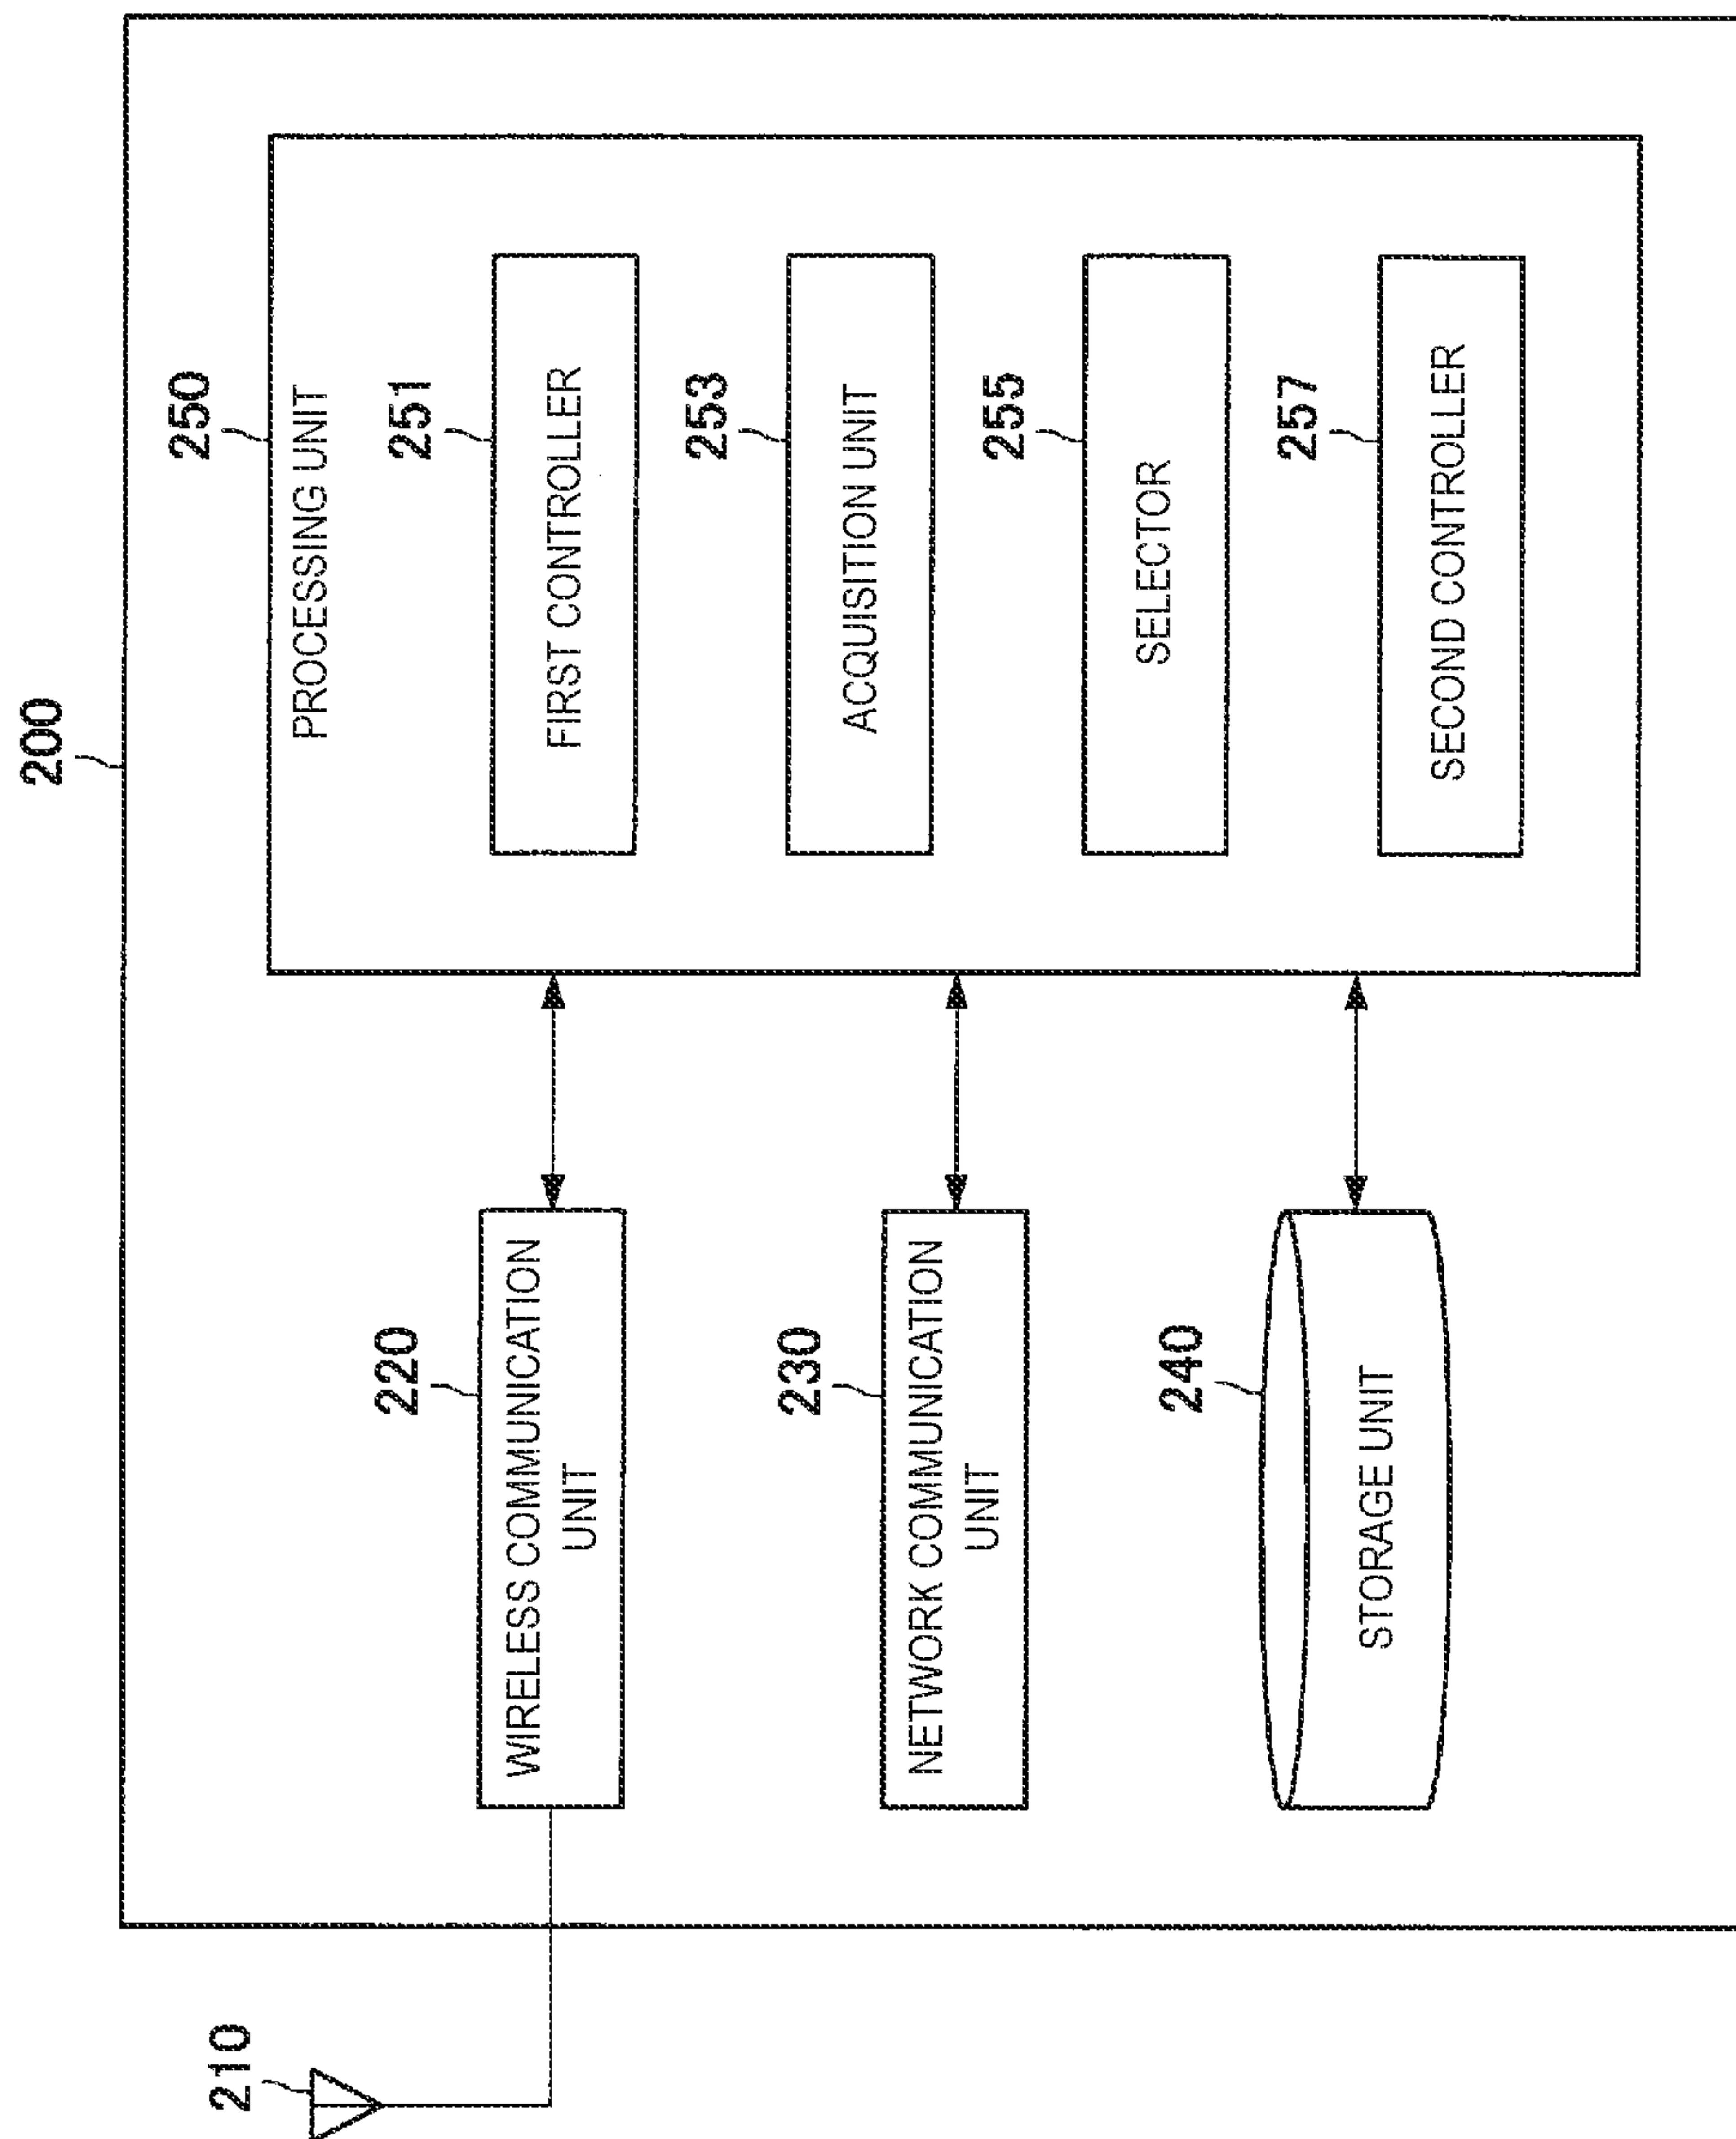 200
210
220
WIRELESS COMMUNICATION
UNIT
230
NETWORK COMMUNICATION
UNIT
240
STORAGE UNIT
250
PROCESSING UNIT
251
FIRST CONTROLLER
253
ACQUISITION UNIT
255
SELECTOR
257
SECOND CONTROLLER